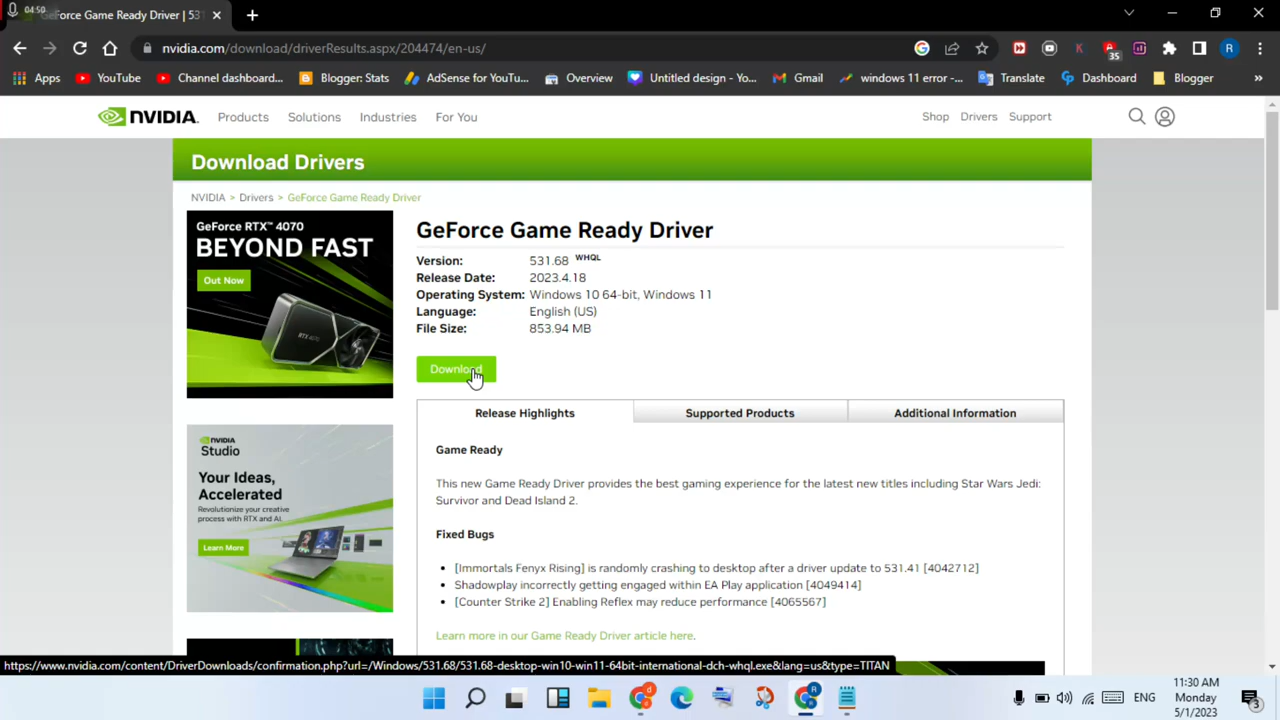 04:50
GeForce Game Ready Driver | 531
nvidia.com/download/driverResults.aspx/204474/en-us/
35
R
Apps
YouTube
Channel dashboard...
Blogger: Stats
AdSense for YouTu...
Overview
Untitled design - Yo...
Gmail
windows 11 error -...
Translate
Dashboard
Blogger
»
NVIDIA.
Products
Solutions
Industries
For You
Shop
Drivers
Support
Download Drivers
NVIDIA > Drivers > GeForce Game Ready Driver
GeForce RTX™ 4070
BEYOND FAST
Out Now
GeForce Game Ready Driver
Version: 531.68 WHQL
Release Date: 2023.4.18
Operating System: Windows 10 64-bit, Windows 11
Language: English (US)
File Size: 853.94 MB
Download
Release Highlights
Supported Products
Additional Information
NVIDIA
Studio
Your Ideas,
Accelerated
Revolutionize your creative
process with RTX and AI.
Learn More
Game Ready
This new Game Ready Driver provides the best gaming experience for the latest new titles including Star Wars Jedi:
Survivor and Dead Island 2.
Fixed Bugs
• [Immortals Fenyx Rising] is randomly crashing to desktop after a driver update to 531.41 [4042712]
• Shadowplay incorrectly getting engaged within EA Play application [4049414]
• [Counter Strike 2] Enabling Reflex may reduce performance [4065567]
Learn more in our Game Ready Driver article here.
https://www.nvidia.com/content/DriverDownloads/confirmation.php?url=/Windows/531.68/531.68-desktop-win10-win11-64bit-international-dch-whql.exe&lang=us&type=TITAN
ENG
11:30 AM
Monday
5/1/2023
3